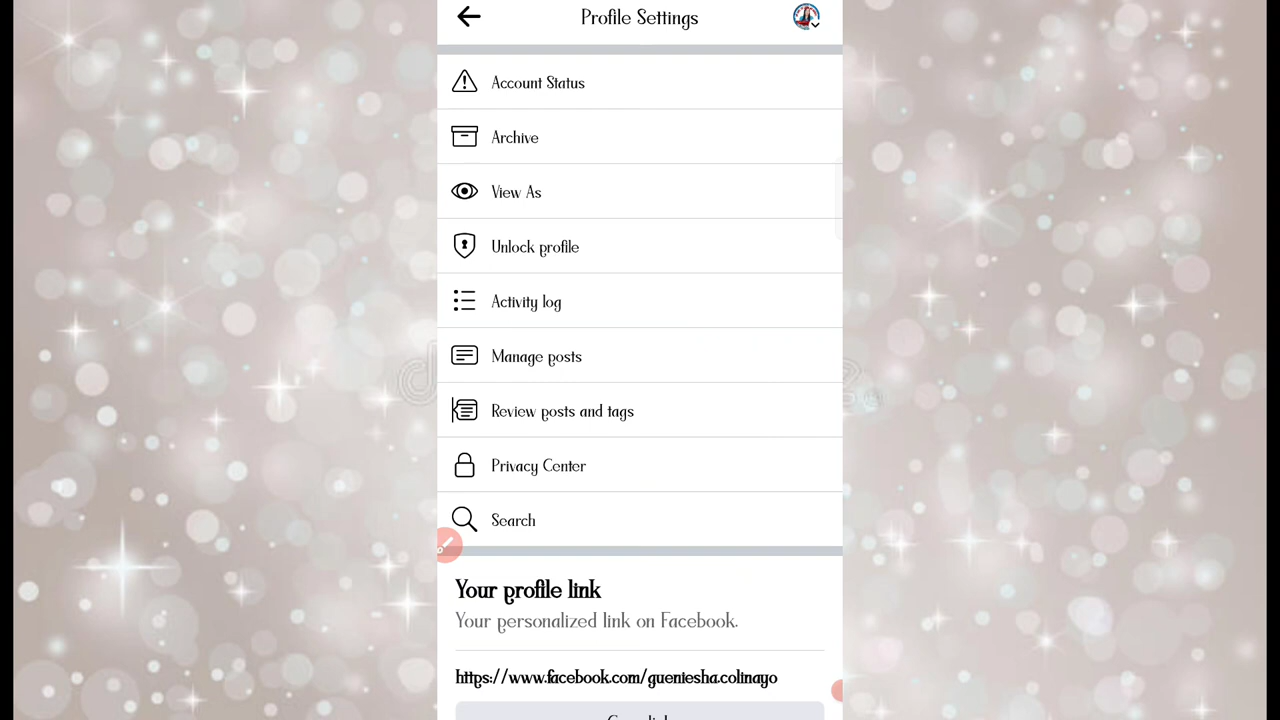 Profile Settings
Account Status
Archive
View As
Unlock profile
Activity log
Manage posts
Review posts and tags
Privacy Center
Search
Your profile link
Your personalized link on Facebook.
https://www.facebook.com/gueniesha.colinayo